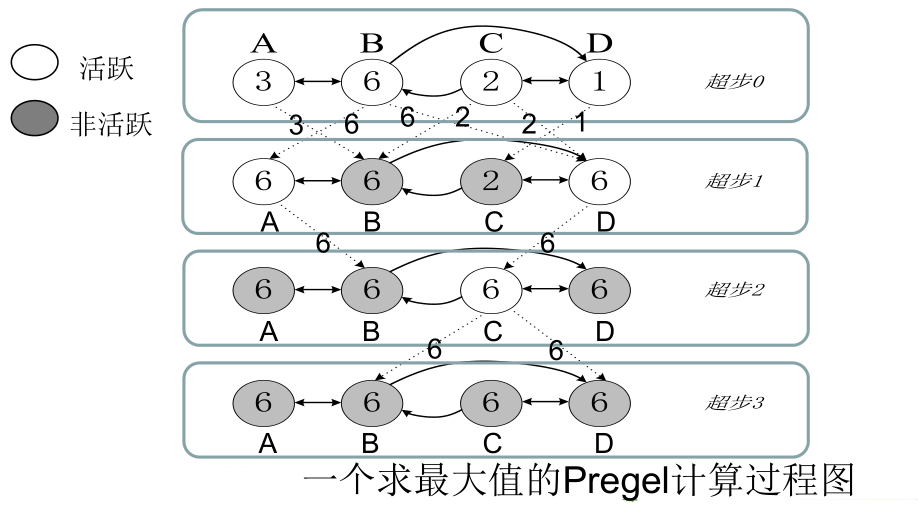 A B C D
活跃
3 6 2 1
超步0
非活跃
3 6 6 2 2 1
6 6 2 6
超步1
A B C D
6 6
6 6 6 6
超步2
A B C D
6 6
6 6 6 6
超步3
A B C D
一个求最大值的Pregel计算过程图